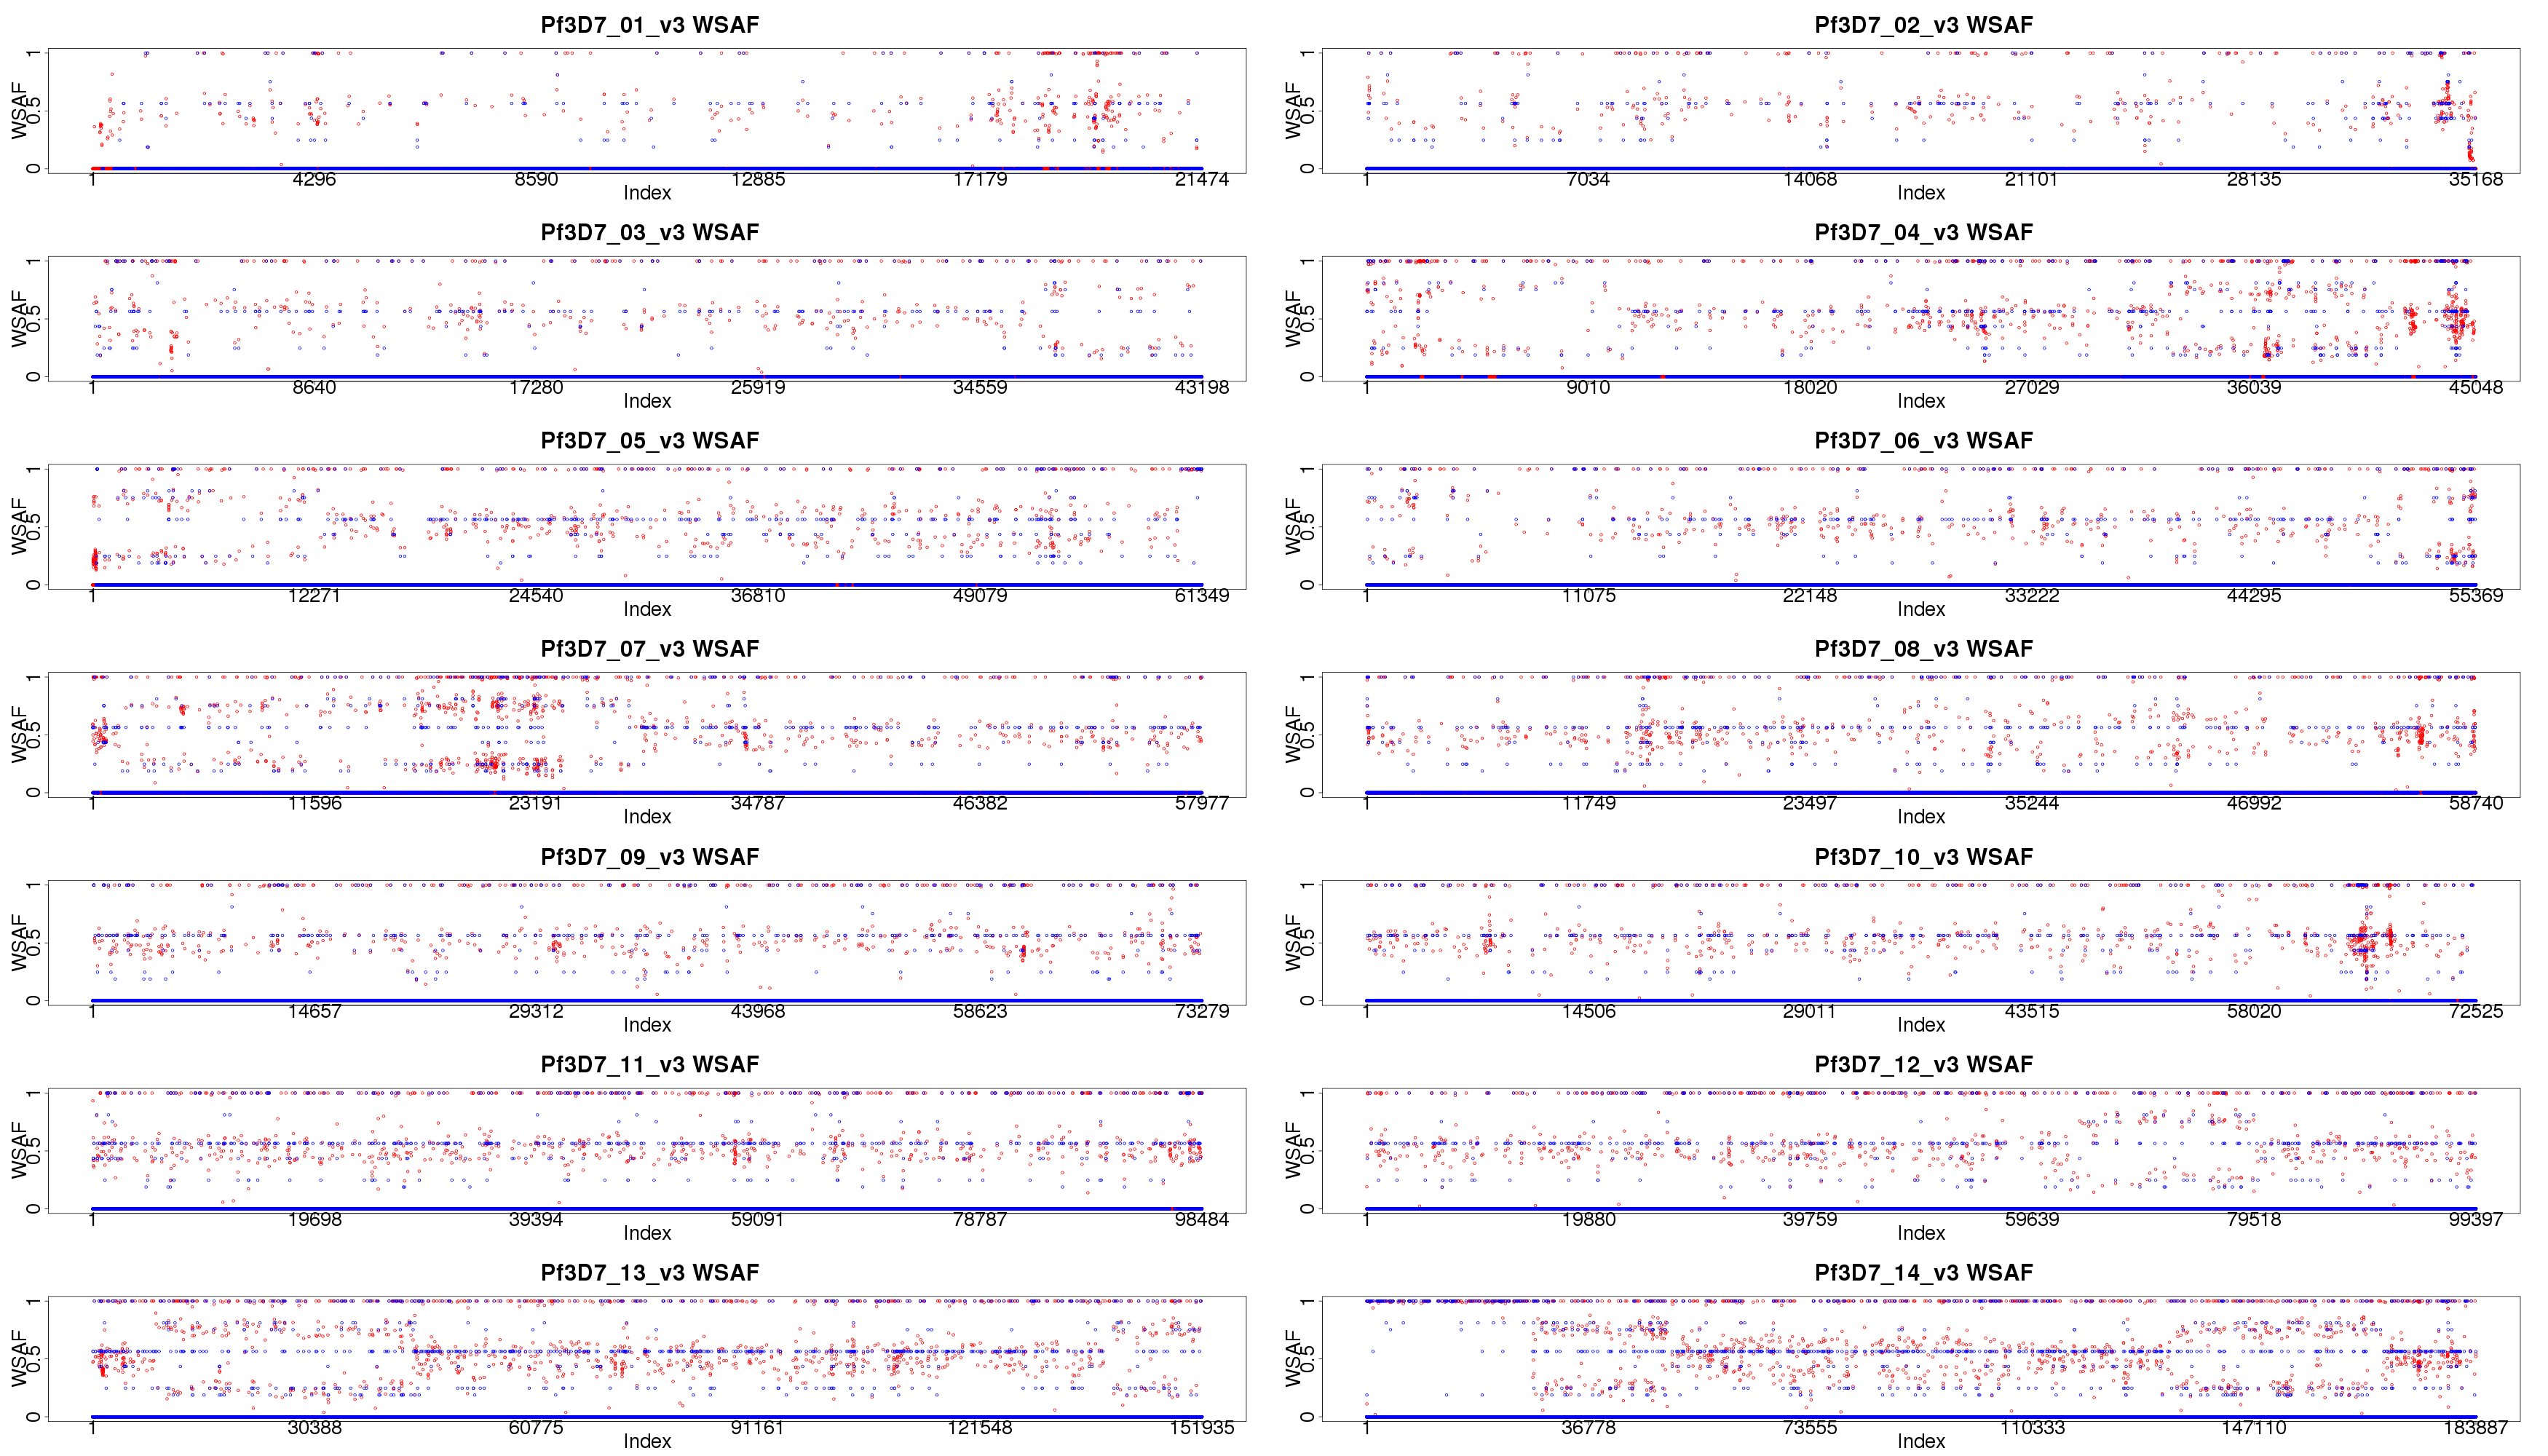 Pf3D7_01_v3 WSAF
WSAF
1
0.5
0
1 4296 8590 12885 17179 21474
Index
Pf3D7_02_v3 WSAF
WSAF
1
0.5
0
1 7034 14068 21101 28135 35168
Index
Pf3D7_03_v3 WSAF
WSAF
1
0.5
0
1 8640 17280 25919 34559 43198
Index
Pf3D7_04_v3 WSAF
WSAF
1
0.5
0
1 9010 18020 27029 36039 45048
Index
Pf3D7_05_v3 WSAF
WSAF
1
0.5
0
1 12271 24540 36810 49079 61349
Index
Pf3D7_06_v3 WSAF
WSAF
1
0.5
0
1 11075 22148 33222 44295 55369
Index
Pf3D7_07_v3 WSAF
WSAF
1
0.5
0
1 11596 23191 34787 46382 57977
Index
Pf3D7_08_v3 WSAF
WSAF
1
0.5
0
1 11749 23497 35244 46992 58740
Index
Pf3D7_09_v3 WSAF
WSAF
1
0.5
0
1 14657 29312 43968 58623 73279
Index
Pf3D7_10_v3 WSAF
WSAF
1
0.5
0
1 14506 29011 43515 58020 72525
Index
Pf3D7_11_v3 WSAF
WSAF
1
0.5
0
1 19698 39394 59091 78787 98484
Index
Pf3D7_12_v3 WSAF
WSAF
1
0.5
0
1 19880 39759 59639 79518 99397
Index
Pf3D7_13_v3 WSAF
WSAF
1
0.5
0
1 30388 60775 91161 121548 151935
Index
Pf3D7_14_v3 WSAF
WSAF
1
0.5
0
1 36778 73555 110333 147110 183887
Index